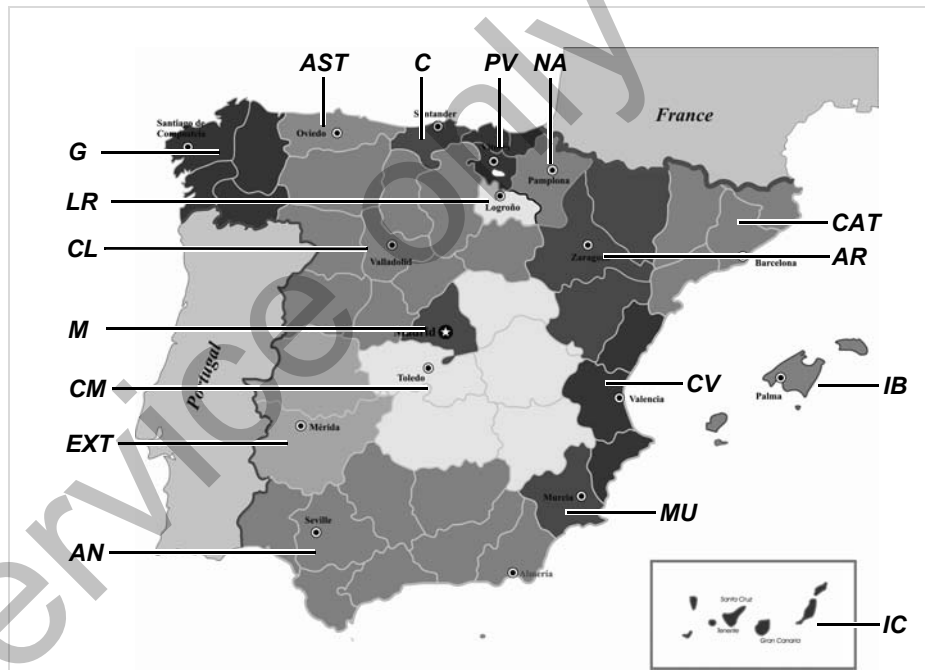 AST C PV NA
Santander
France
Santiago de
Compostela
Oviedo
G
Pamplona
LR
Logroño
CAT
CL
Valladolid
Zarago
Barcelona
AR
M
Madrid
Toledo
CM
CV
Palma
IB
Valencia
Portugal
Mérida
EXT
Murcia
MU
Seville
AN
Almería
Santa Cruz
Tenerife
Gran Canaria
IC
ervice only